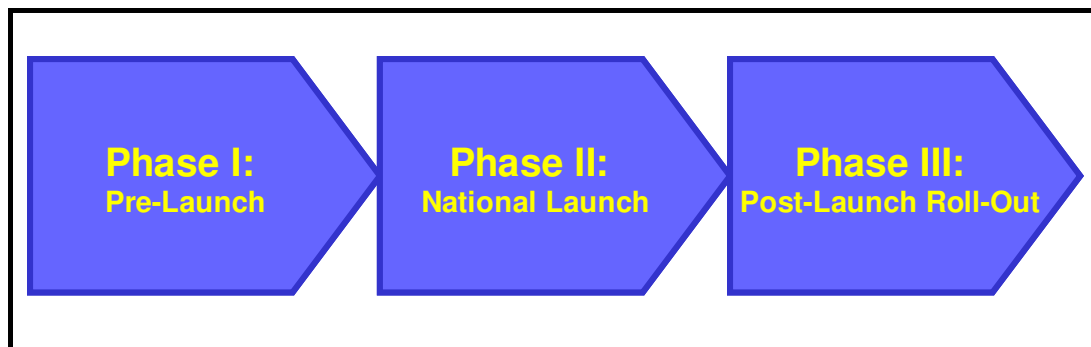 Phase I:
Pre-Launch
Phase II:
National Launch
Phase III:
Post-Launch Roll-Out